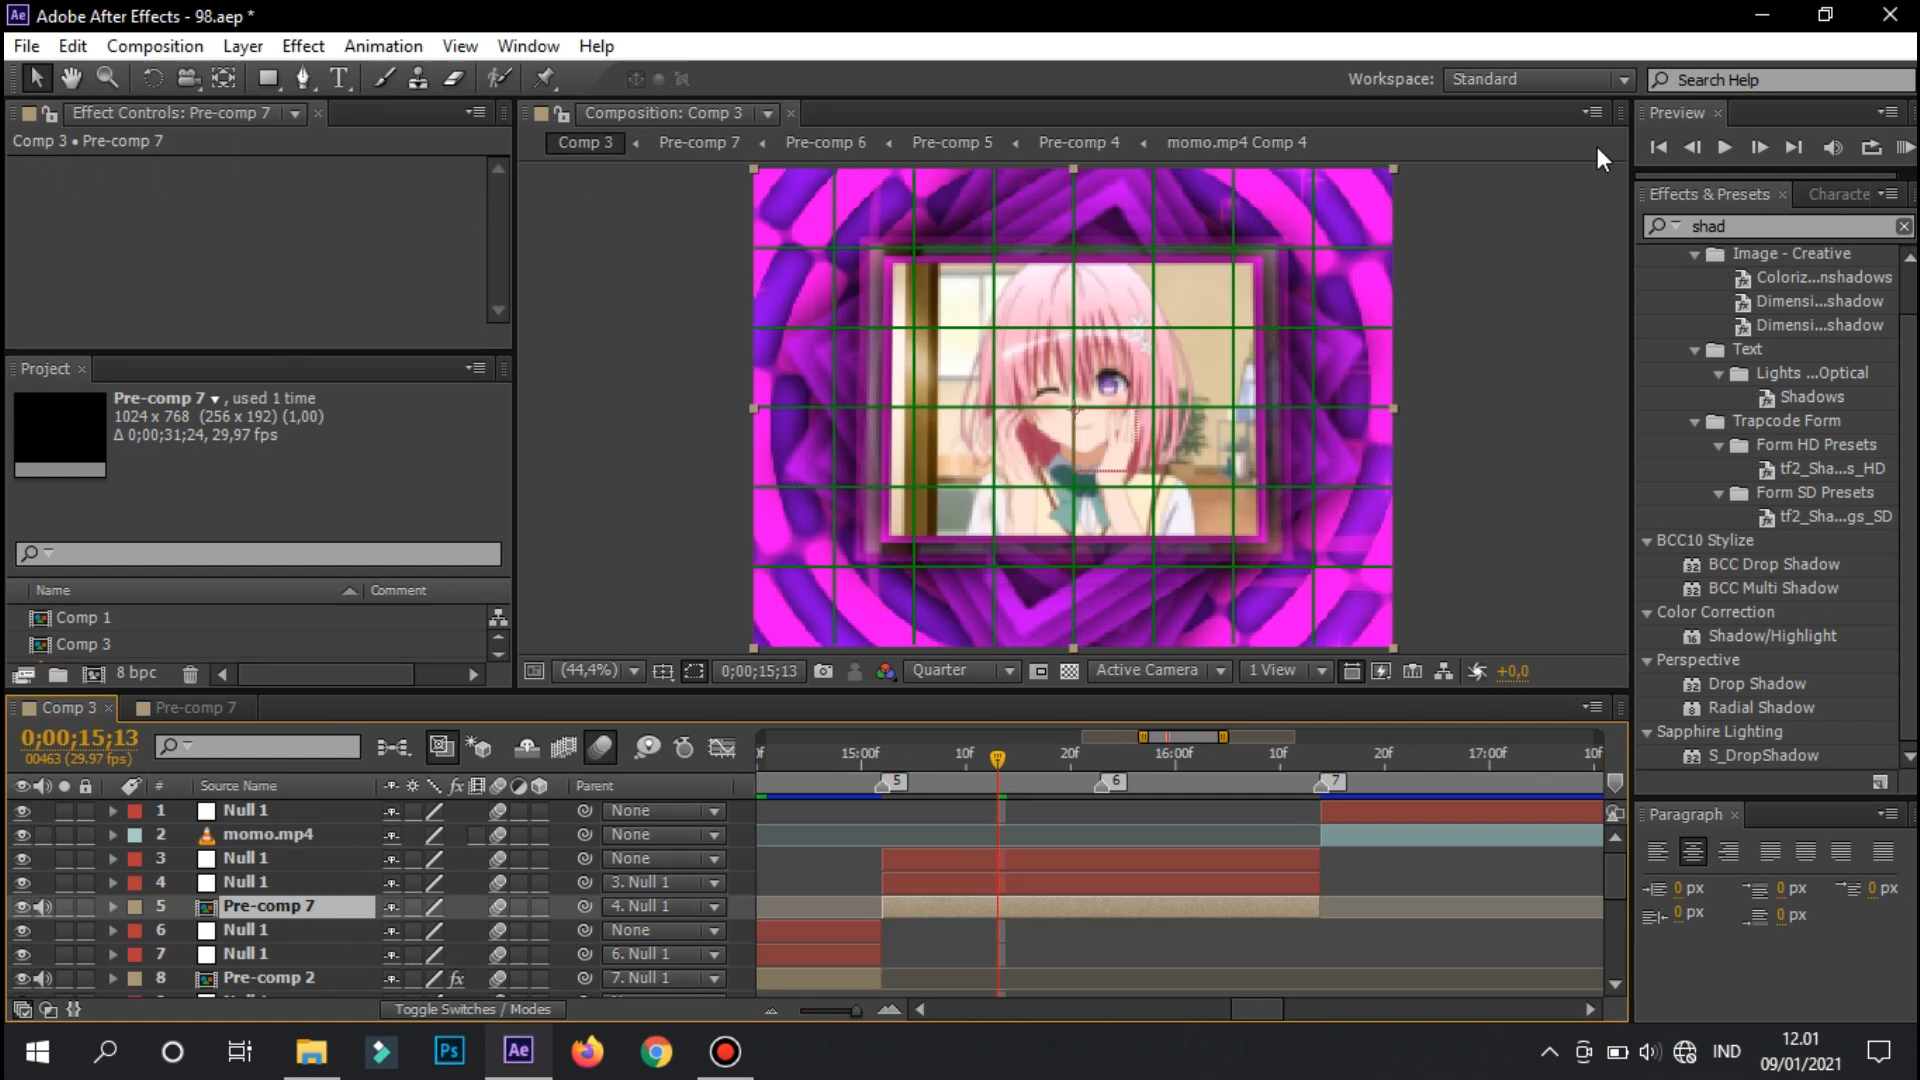 Ae Adobe After Effects - 98.aep *
File Edit Composition Layer Effect Animation View Window Help
Workspace: Standard
Search Help
Effect Controls: Pre-comp 7
Comp 3 • Pre-comp 7
Composition: Comp 3
Comp 3 Pre-comp 7 Pre-comp 6 Pre-comp 5 Pre-comp 4 momo.mp4 Comp 4
Preview
Effects & Presets Characte
shad
Image - Creative
Coloriz...nshadows
Dimensi...shadow
Dimensi...shadow
Text
Lights ...Optical
Shadows
Trapcode Form
Form HD Presets
tf2_Sha...s_HD
Form SD Presets
tf2_Sha...gs_SD
BCC10 Stylize
BCC Drop Shadow
BCC Multi Shadow
Color Correction
Shadow/Highlight
Perspective
Drop Shadow
Radial Shadow
Sapphire Lighting
S_DropShadow
Project
Pre-comp 7 , used 1 time
1024 x 768 (256 x 192) (1,00)
Δ 0;00;31;24, 29,97 fps
Name Comment
Comp 1
Comp 3
8 bpc
(44,4%) 0;00;15;13 Quarter Active Camera 1 View +0,0
Comp 3 Pre-comp 7
0;00;15;13
00463 (29.97 fps)
0f 15:00f 10f 20f 16:00f 10f 20f 17:00f 10f
5 6 7
# Source Name fx Parent
1 Null 1 None
2 momo.mp4 None
3 Null 1 None
4 Null 1 3. Null 1
5 Pre-comp 7 4. Null 1
6 Null 1 None
7 Null 1 6. Null 1
8 Pre-comp 2 fx 7. Null 1
Toggle Switches / Modes
Paragraph
0 px 0 px 0 px
0 px 0 px
Ps Ae
IND
12.01
09/01/2021